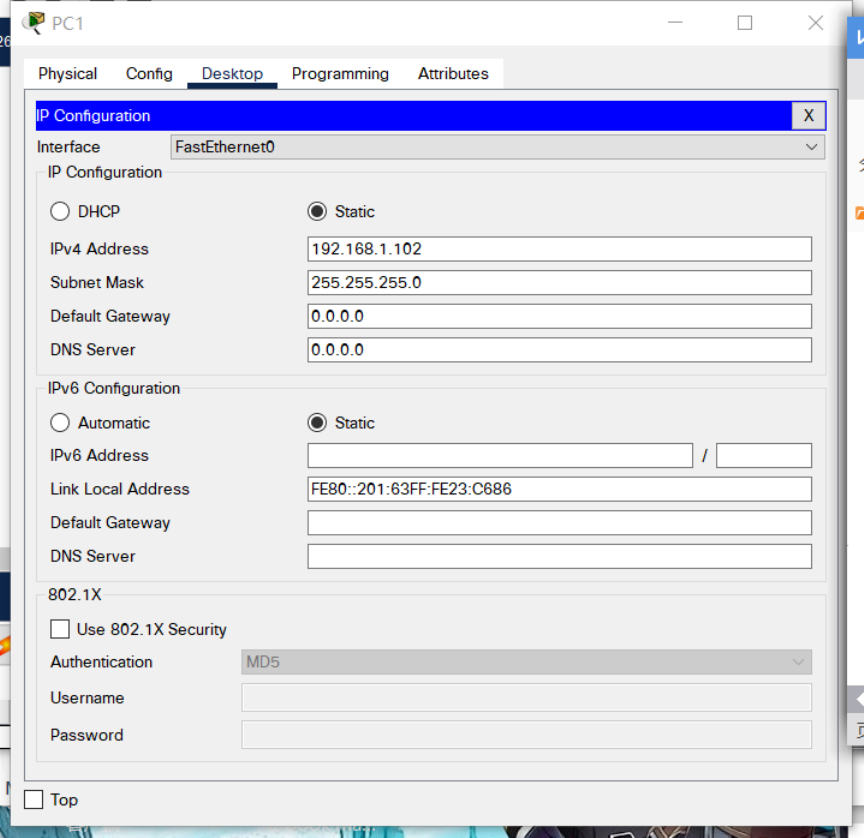 PC1
Physical Config Desktop Programming Attributes
IP Configuration X
Interface FastEthernet0
IP Configuration
DHCP Static
IPv4 Address 192.168.1.102
Subnet Mask 255.255.255.0
Default Gateway 0.0.0.0
DNS Server 0.0.0.0
IPv6 Configuration
Automatic Static
IPv6 Address /
Link Local Address FE80::201:63FF:FE23:C686
Default Gateway
DNS Server
802.1X
Use 802.1X Security
Authentication MD5
Username
Password
Top